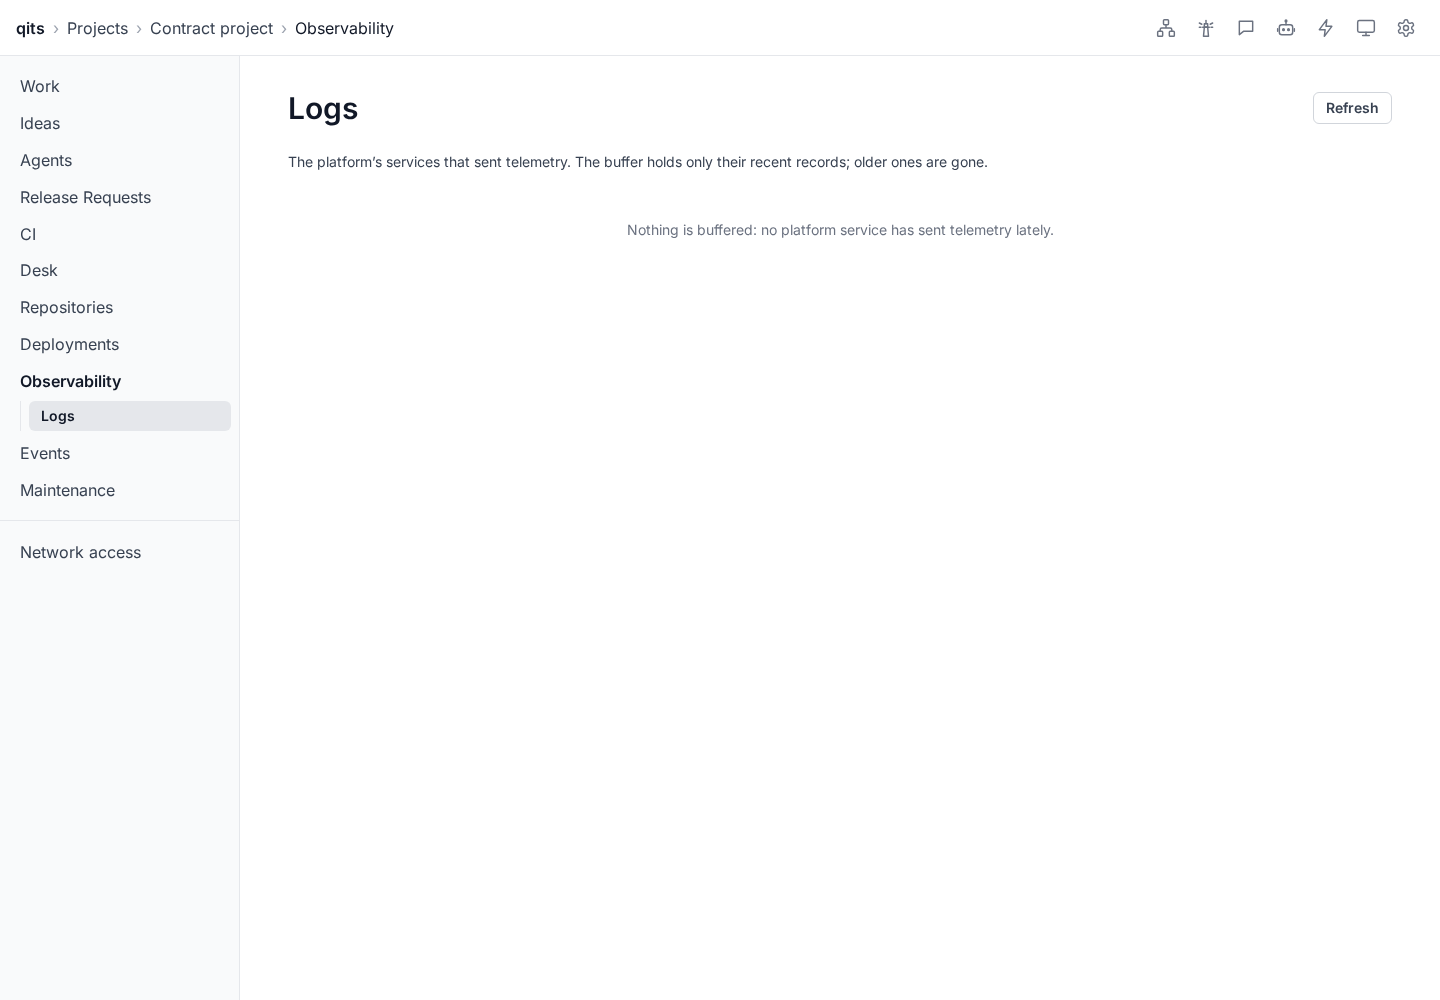 qits › Projects › Contract project › Observability
Work
Ideas
Agents
Release Requests
CI
Desk
Repositories
Deployments
Observability
Logs
Events
Maintenance
Network access
Logs
Refresh
The platform’s services that sent telemetry. The buffer holds only their recent records; older ones are gone.
Nothing is buffered: no platform service has sent telemetry lately.